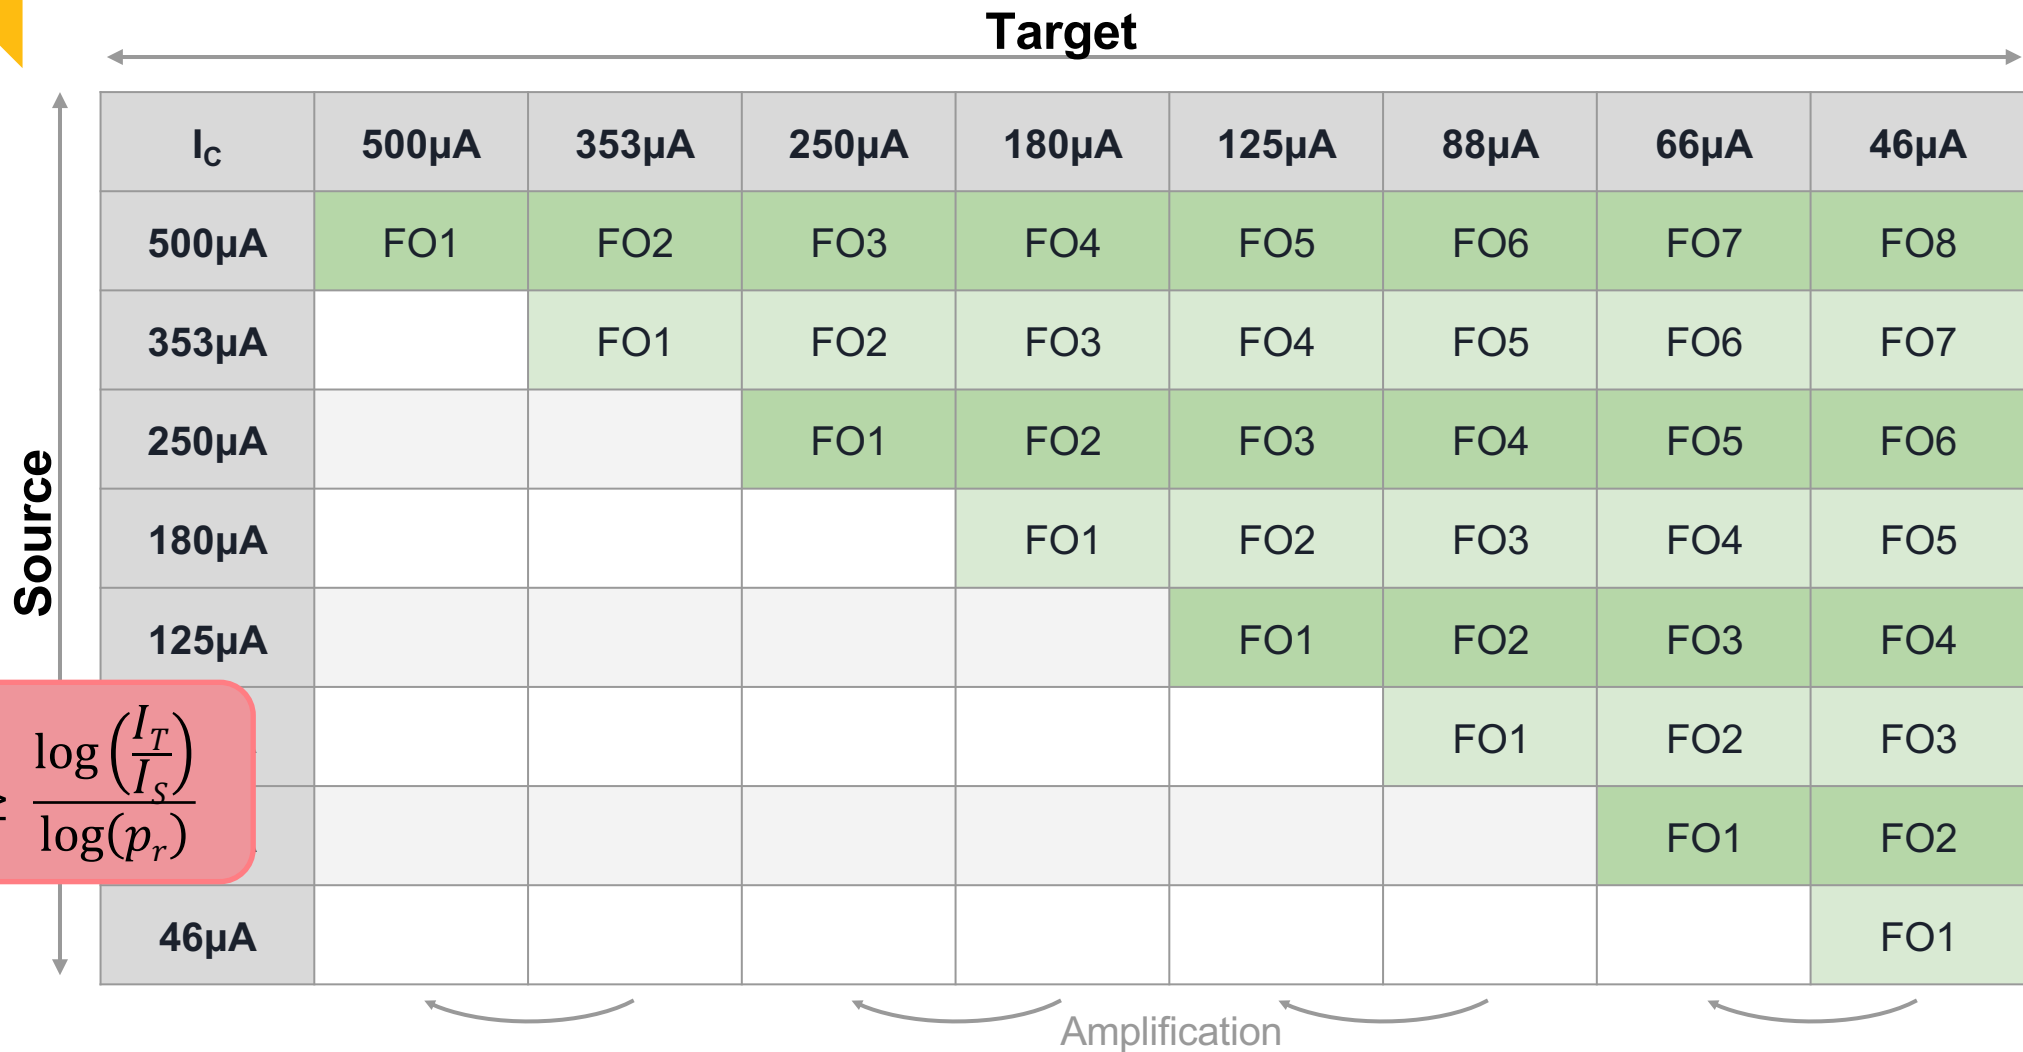 Target
I_C 500µA 353µA 250µA 180µA 125µA 88µA 66µA 46µA
500µA FO1 FO2 FO3 FO4 FO5 FO6 FO7 FO8
353µA FO1 FO2 FO3 FO4 FO5 FO6 FO7
250µA FO1 FO2 FO3 FO4 FO5 FO6
Source
180µA FO1 FO2 FO3 FO4 FO5
125µA FO1 FO2 FO3 FO4
FO1 FO2 FO3
log(I_T/I_S)
log(p_r)
FO1 FO2
46µA FO1
Amplification